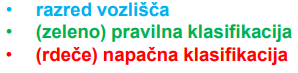 • razred vozlišča
• (zeleno) pravilna klasifikacija
• (rdeče) napačna klasifikacija